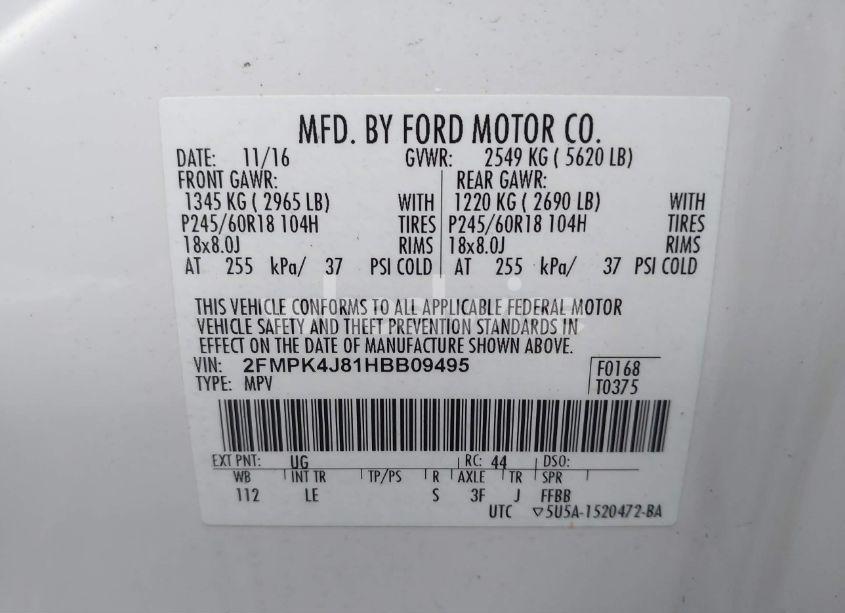 MFD. BY FORD MOTOR CO.
DATE: 11/16 GVWR: 2549 KG ( 5620 LB)
FRONT GAWR: REAR GAWR:
1345 KG ( 2965 LB) WITH 1220 KG ( 2690 LB) WITH
P245/60R18 104H TIRES P245/60R18 104H TIRES
18x8.0J RIMS 18x8.0J RIMS
AT 255 kPa/ 37 PSI COLD AT 255 kPa/ 37 PSI COLD
THIS VEHICLE CONFORMS TO ALL APPLICABLE FEDERAL MOTOR
VEHICLE SAFETY AND THEFT PREVENTION STANDARDS IN
EFFECT ON THE DATE OF MANUFACTURE SHOWN ABOVE.
VIN: 2FMPK4J81HBB09495 F0168
TYPE: MPV T0375
EXT PNT: UG RC: 44 DSO:
WB INT TR TP/PS R AXLE TR SPR
112 LE S 3F J FFBB
UTC ▽5U5A-1520472-BA